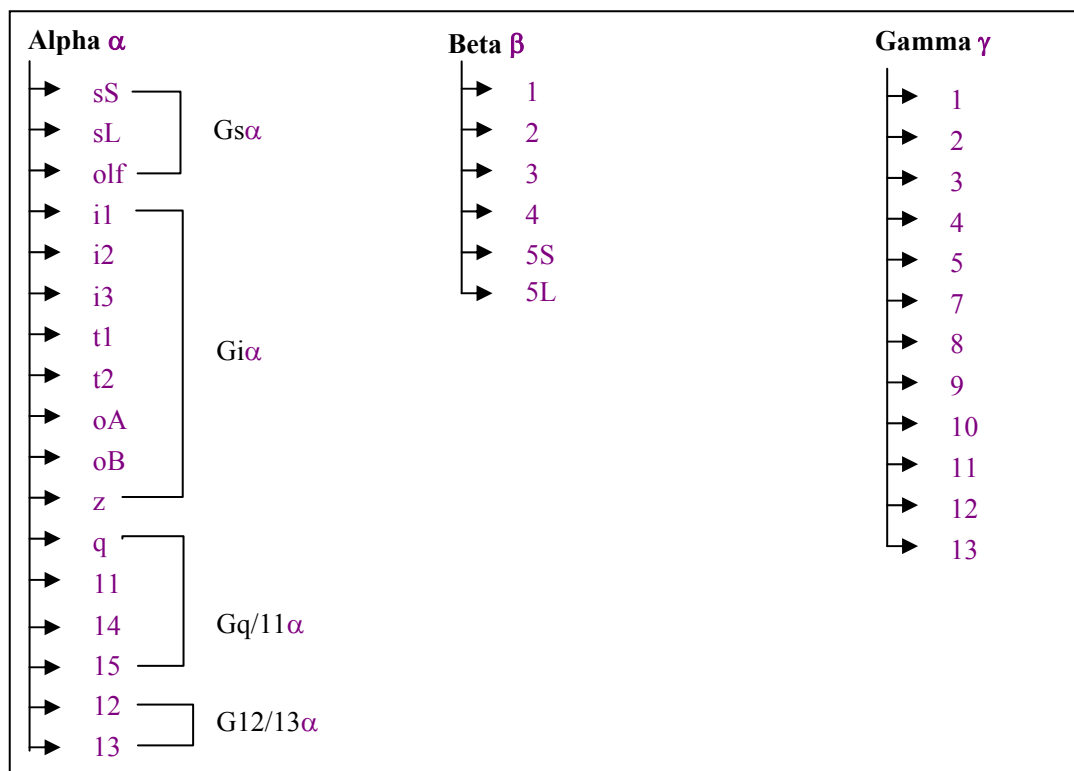 Alpha α
sS
sL
olf
Gsα
i1
i2
i3
t1
t2
oA
oB
z
Giα
q
11
14
15
Gq/11α
12
13
G12/13α
Beta β
1
2
3
4
5S
5L
Gamma γ
1
2
3
4
5
7
8
9
10
11
12
13